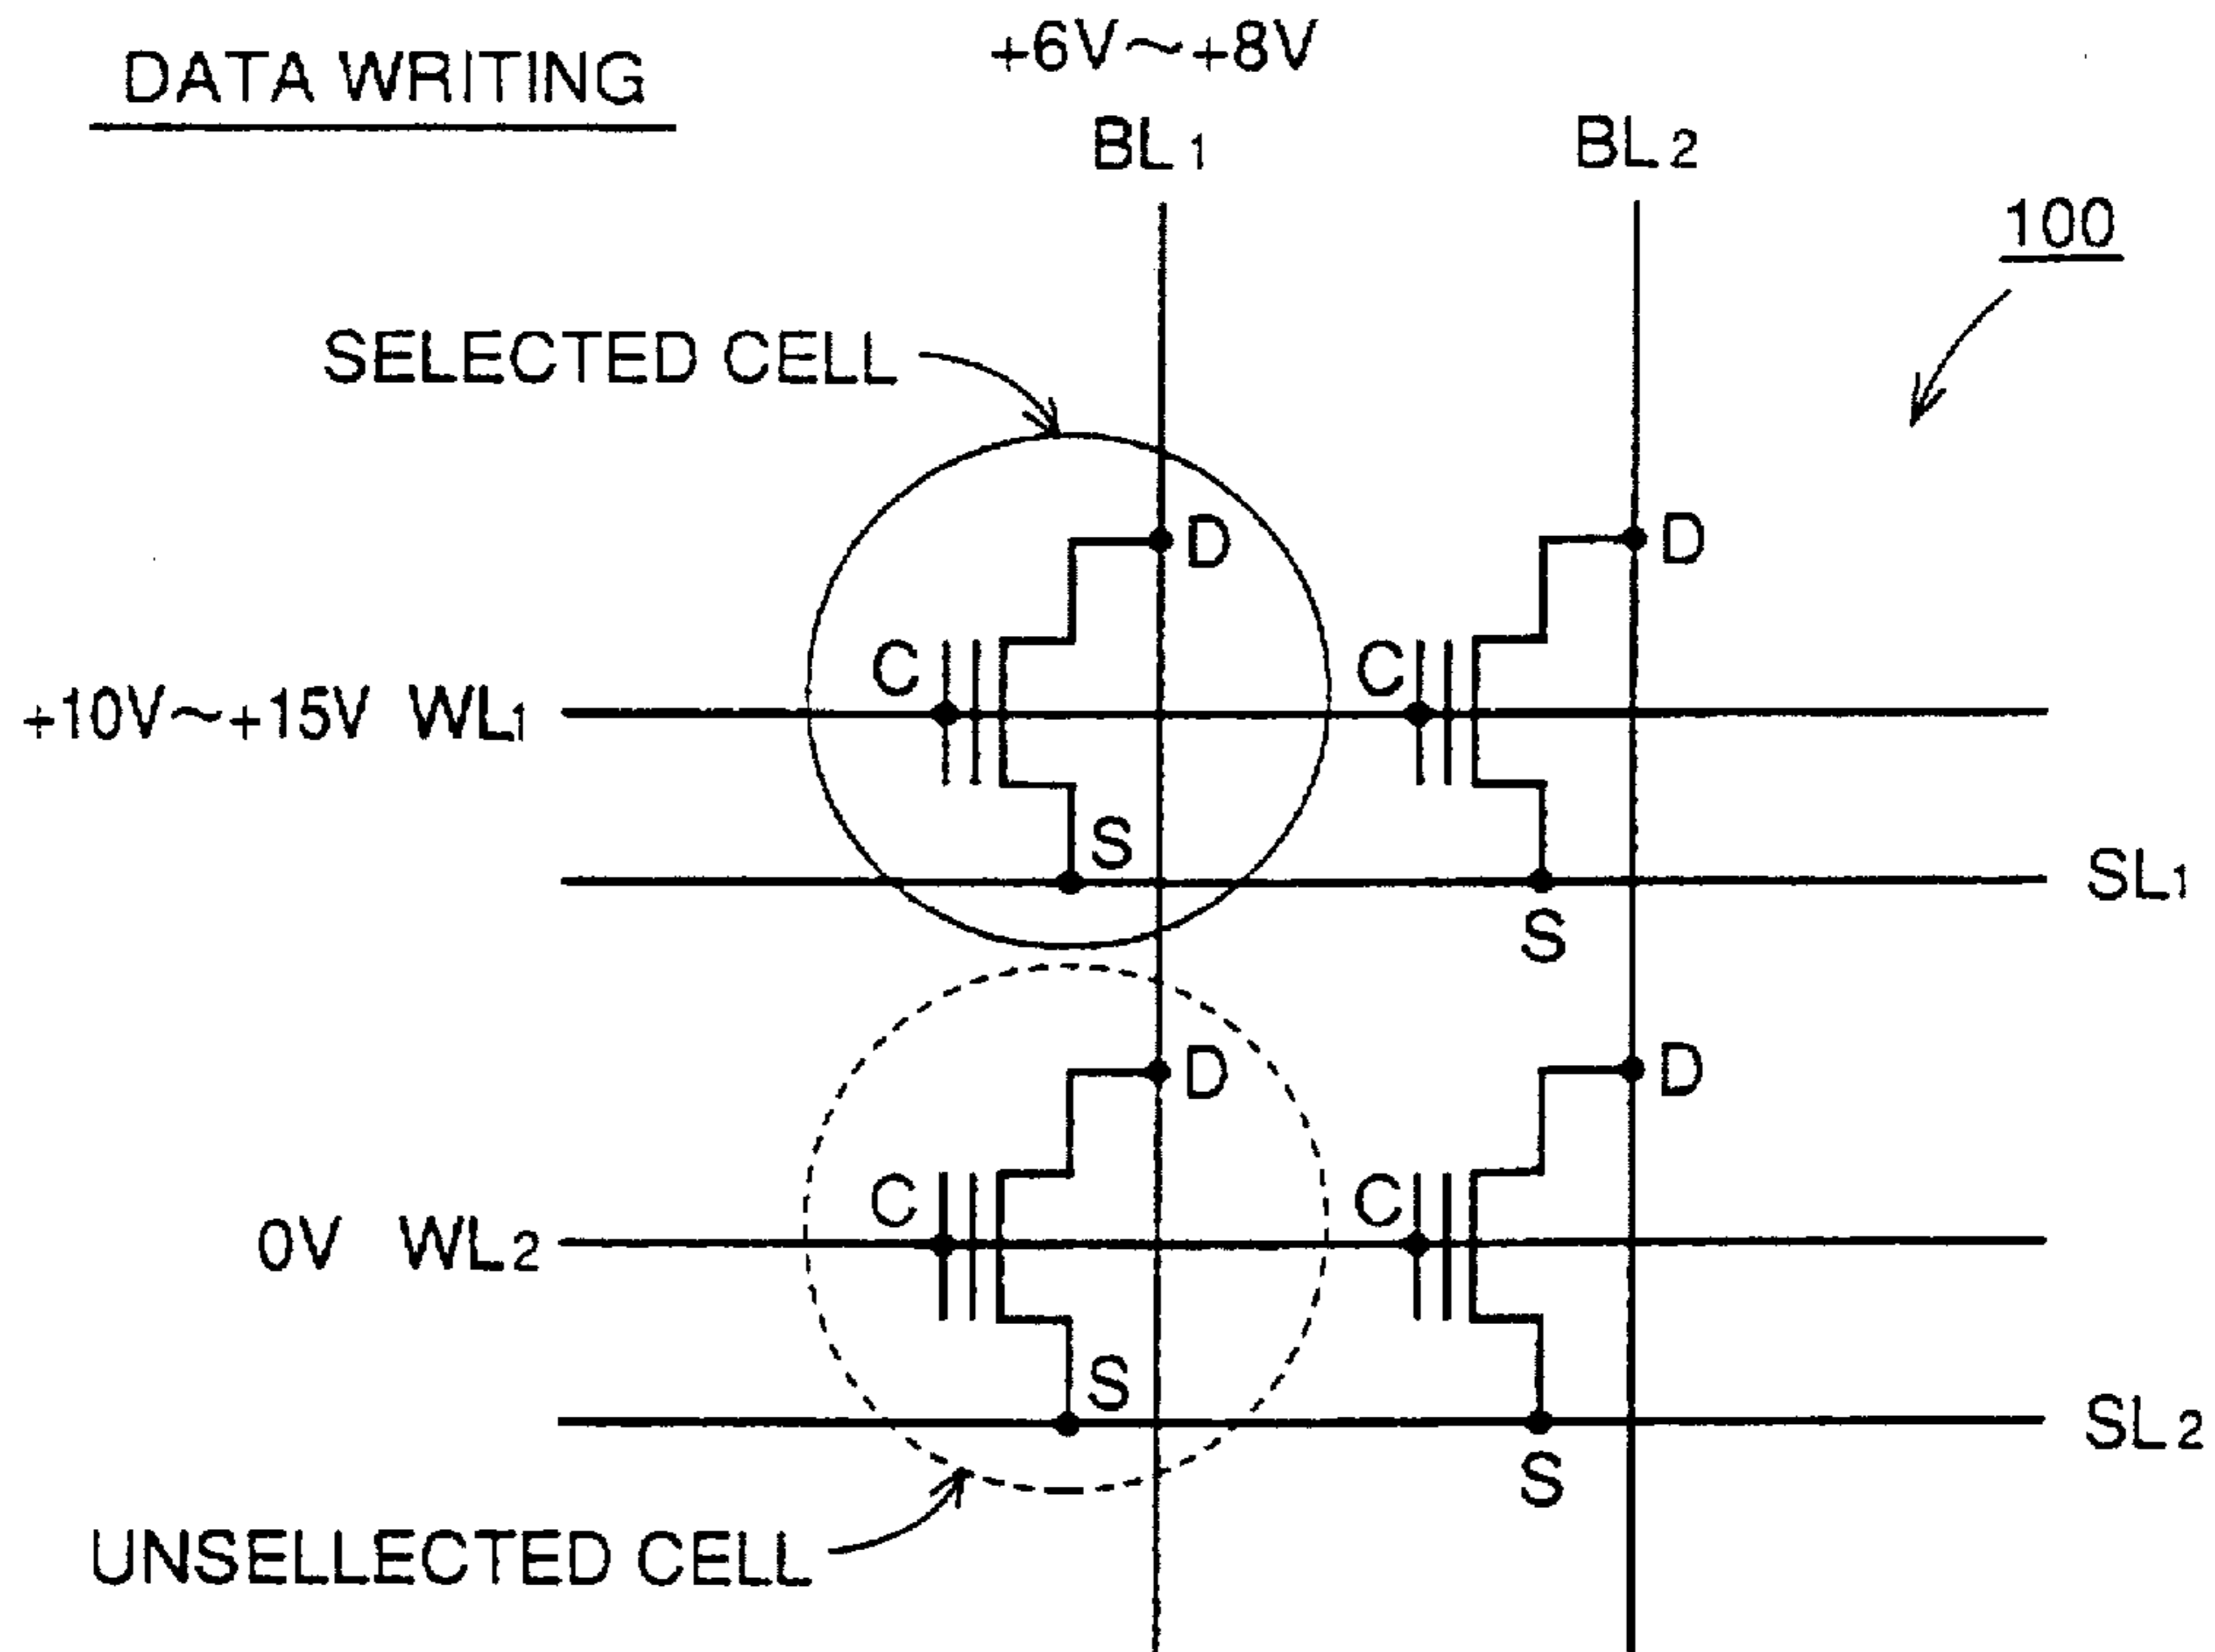 DATA WRITING
+6V～+8V
BL1 BL2
100
SELECTED CELL
D D
C C
+10V～+15V WL1
S
SL1
S
D D
C C
0V WL2
S
SL2
S
UNSELLECTED CELL